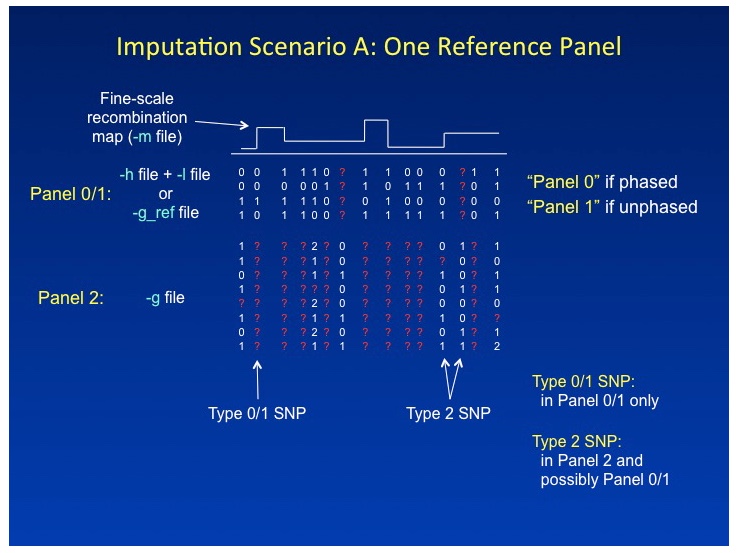 Imputation Scenario A: One Reference Panel
Fine-scale
recombination
map (-m file)
Panel 0/1:
-h file + -l file
or
-g_ref file
0 0 1 1 1 0 ? 1 1 0 0 0 ? 1 1
0 0 0 0 0 1 ? 1 0 1 1 1 ? 0 1
1 1 1 1 1 0 ? 0 1 0 0 0 ? 0 0
1 0 1 1 0 0 ? 1 1 1 1 0 ? 0 1
“Panel 0” if phased
“Panel 1” if unphased
Panel 2:
-g file
1 ? ? ? 2 ? 0 ? ? ? ? 0 1 ? 1
1 ? ? ? 1 ? 0 ? ? ? ? ? 0 ? 0
0 ? ? ? 1 ? 1 ? ? ? ? 1 0 ? 1
1 ? ? ? 1 ? ? ? ? ? ? 0 ? ? 1
? ? ? ? 2 ? 0 ? ? ? ? 0 0 ? 1
1 ? ? ? 1 ? 0 ? ? ? ? 1 0 ? ?
0 ? ? ? 2 ? 0 ? ? ? ? 0 1 ? 1
1 ? ? ? 1 ? 1 ? ? ? ? 1 1 ? 2
Type 0/1 SNP
Type 2 SNP
Type 0/1 SNP:
in Panel 0/1 only
Type 2 SNP:
in Panel 2 and
possibly Panel 0/1